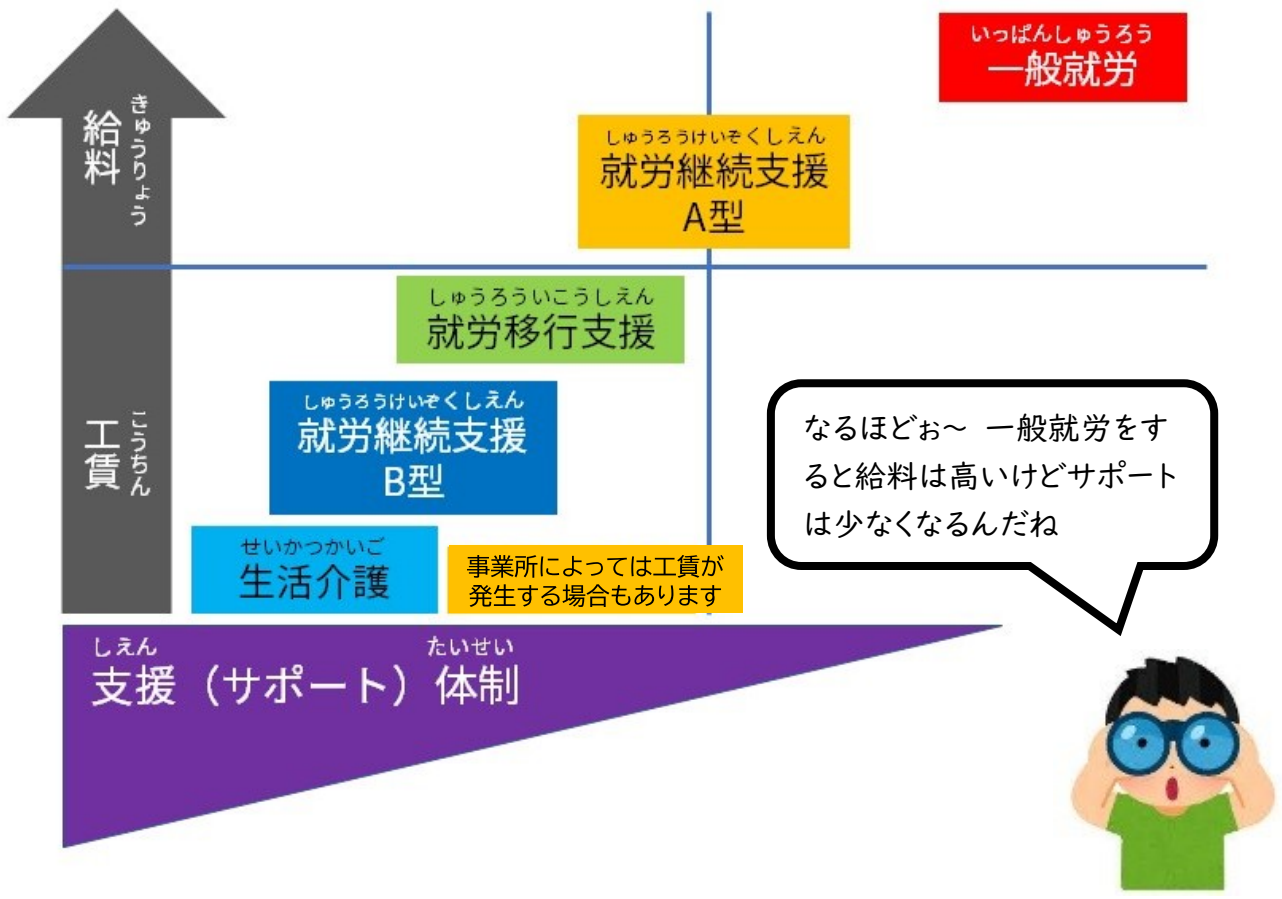 いっぱんしゅうろう
一般就労
きゅうりょう
給料
しゅうろうけいぞくしえん
就労継続支援
A型
しゅうろういこうしえん
就労移行支援
しゅうろうけいぞくしえん
就労継続支援
B型
こうちん
工賃
なるほどぉ～ 一般就労をす
ると給料は高いけどサポート
は少なくなるんだね
せいかつかいご
生活介護
事業所によっては工賃が
発生する場合もあります
しえん たいせい
支援（サポート）体制